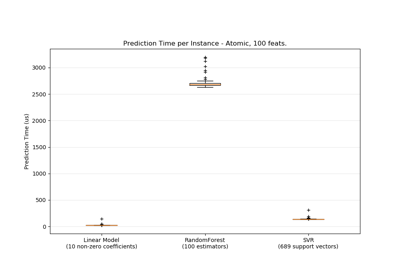 Prediction Time per Instance - Atomic, 100 feats.
3000
2500
2000
1500
1000
500
0
Prediction Time (us)
Linear Model
(10 non-zero coefficients)
RandomForest
(100 estimators)
SVR
(689 support vectors)